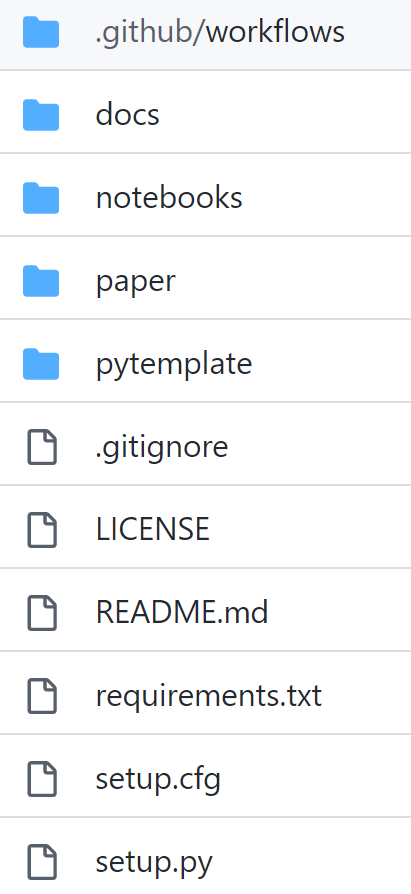 .github/workflows
docs
notebooks
paper
pytemplate
.gitignore
LICENSE
README.md
requirements.txt
setup.cfg
setup.py